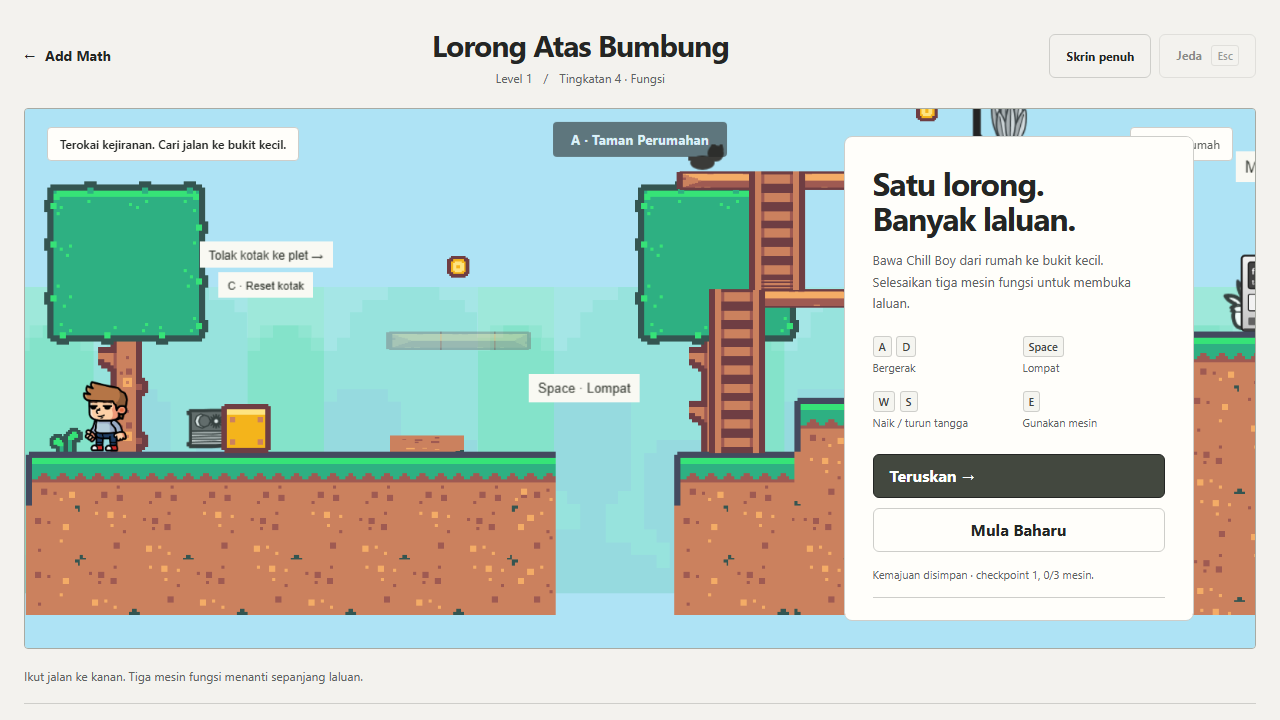 ← Add Math
Lorong Atas Bumbung
Level 1 / Tingkatan 4 · Fungsi
Skrin penuh
Jeda Esc
Terokai kejiranan. Cari jalan ke bukit kecil.
A · Taman Perumahan
Tolak kotak ke plet →
C · Reset kotak
Space · Lompat
Satu lorong.
Banyak laluan.
Bawa Chill Boy dari rumah ke bukit kecil.
Selesaikan tiga mesin fungsi untuk membuka
laluan.
A D
Bergerak
Space
Lompat
W S
Naik / turun tangga
E
Gunakan mesin
Teruskan →
Mula Baharu
Kemajuan disimpan · checkpoint 1, 0/3 mesin.
Ikut jalan ke kanan. Tiga mesin fungsi menanti sepanjang laluan.